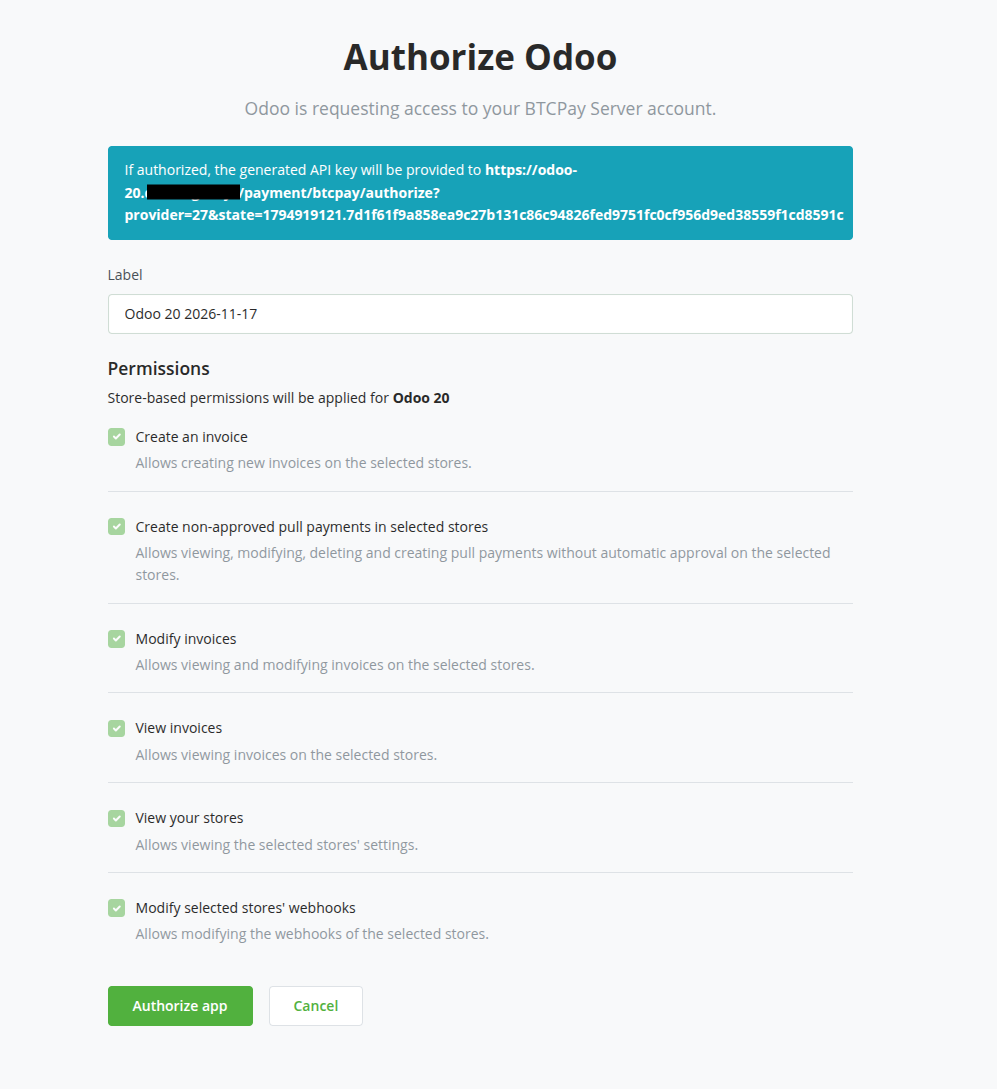 Authorize Odoo
Odoo is requesting access to your BTCPay Server account.
If authorized, the generated API key will be provided to https://odoo-
20. /payment/btcpay/authorize?
provider=27&state=1794919121.7d1f61f9a858ea9c27b131c86c94826fed9751fc0cf956d9ed38559f1cd8591c
Label
Odoo 20 2026-11-17
Permissions
Store-based permissions will be applied for Odoo 20
Create an invoice
Allows creating new invoices on the selected stores.
Create non-approved pull payments in selected stores
Allows viewing, modifying, deleting and creating pull payments without automatic approval on the selected
stores.
Modify invoices
Allows viewing and modifying invoices on the selected stores.
View invoices
Allows viewing invoices on the selected stores.
View your stores
Allows viewing the selected stores' settings.
Modify selected stores' webhooks
Allows modifying the webhooks of the selected stores.
Authorize app
Cancel